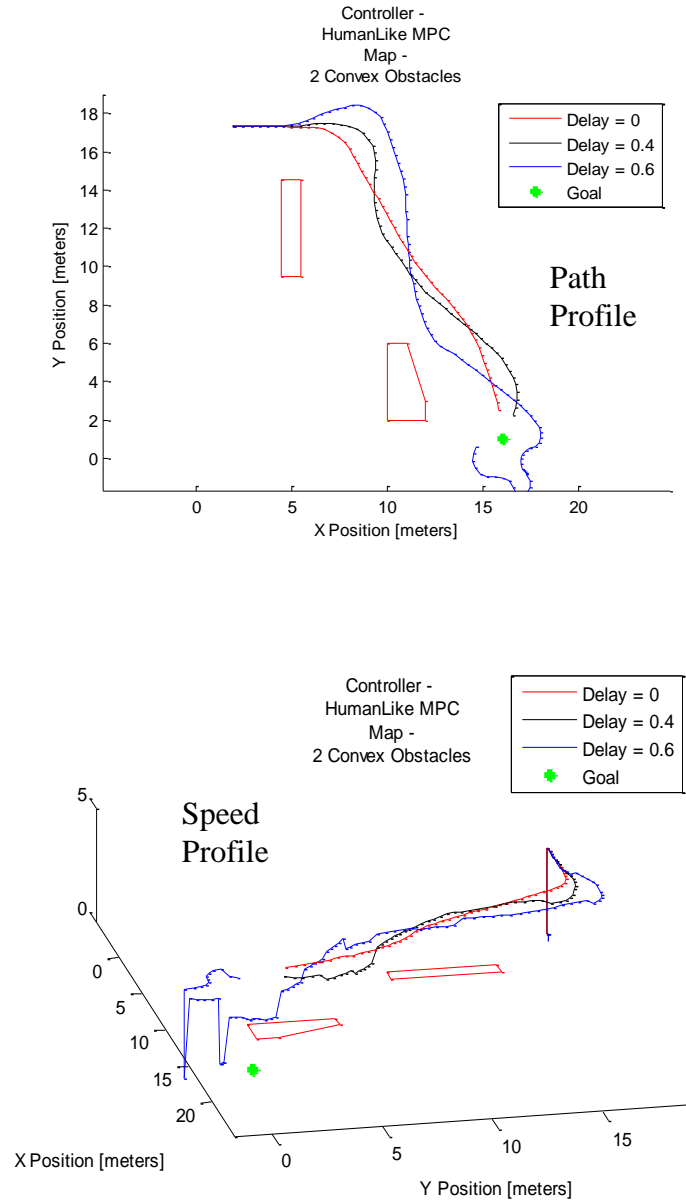 Controller -
HumanLike MPC
Map -
2 Convex Obstacles
Delay = 0
Delay = 0.4
Delay = 0.6
Goal
18
16
14
12
10
8
6
4
2
0
Y Position [meters]
Path
Profile
0
5
10
15
20
X Position [meters]
Controller -
HumanLike MPC
Map -
2 Convex Obstacles
Delay = 0
Delay = 0.4
Delay = 0.6
Goal
Speed
Profile
5
0
0
5
10
15
20
X Position [meters]
0
5
10
15
Y Position [meters]